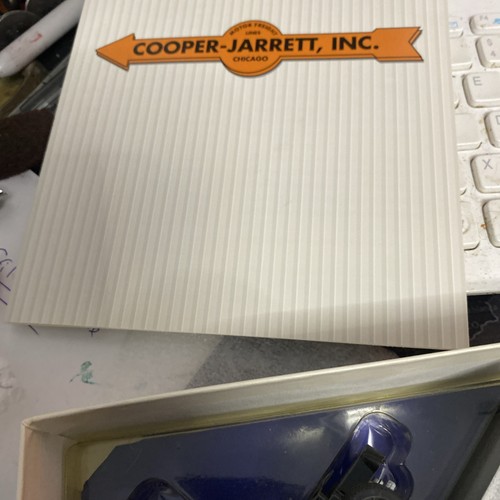 MOTOR FREIGHT
LINES
COOPER-JARRETT, INC.
CHICAGO
E
D
X